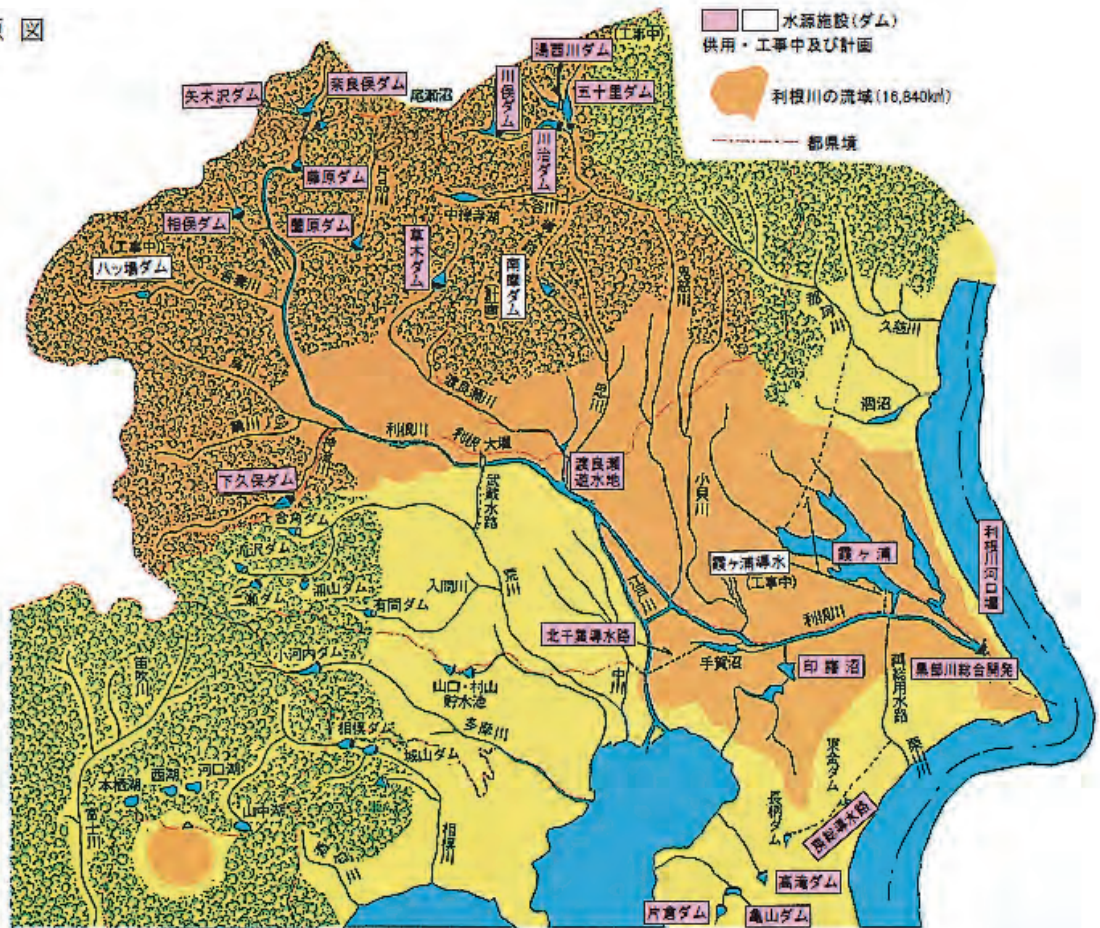 図
水源施設(ダム)
供用・工事中及び計画
利根川の流域(16,840k㎡)
都県境
(工事中)
湯西川ダム
奈良俣ダム
矢木沢ダム
尾瀬沼
川俣ダム
五十里ダム
川治ダム
藤原ダム
片品川
中禅寺湖
大谷川
相俣ダム
薗原ダム
草木ダム
南摩ダム
(計画)
(工事中)
八ッ場ダム
鬼怒川
那珂川
久慈川
涸沼
渡良瀬川
思川
利根川
利根大堰
渡良瀬
遊水地
下久保ダム
合角ダム
武蔵水路
小貝川
滝沢ダム
浦山ダム
有間ダム
入間川
荒川
江戸川
霞ヶ浦導水
(工事中)
霞ヶ浦
利根川河口堰
利根川
北千葉導水路
手賀沼
印旛沼
黒部川総合開発
小河内ダム
山口・村山
貯水池
中川
多摩川
相模ダム
城山ダム
笛吹川
本栖湖
西湖
河口湖
山中湖
富士川
相模川
両総用水路
栗山川
東金ダム
長柄ダム
房総導水路
高滝ダム
片倉ダム
亀山ダム